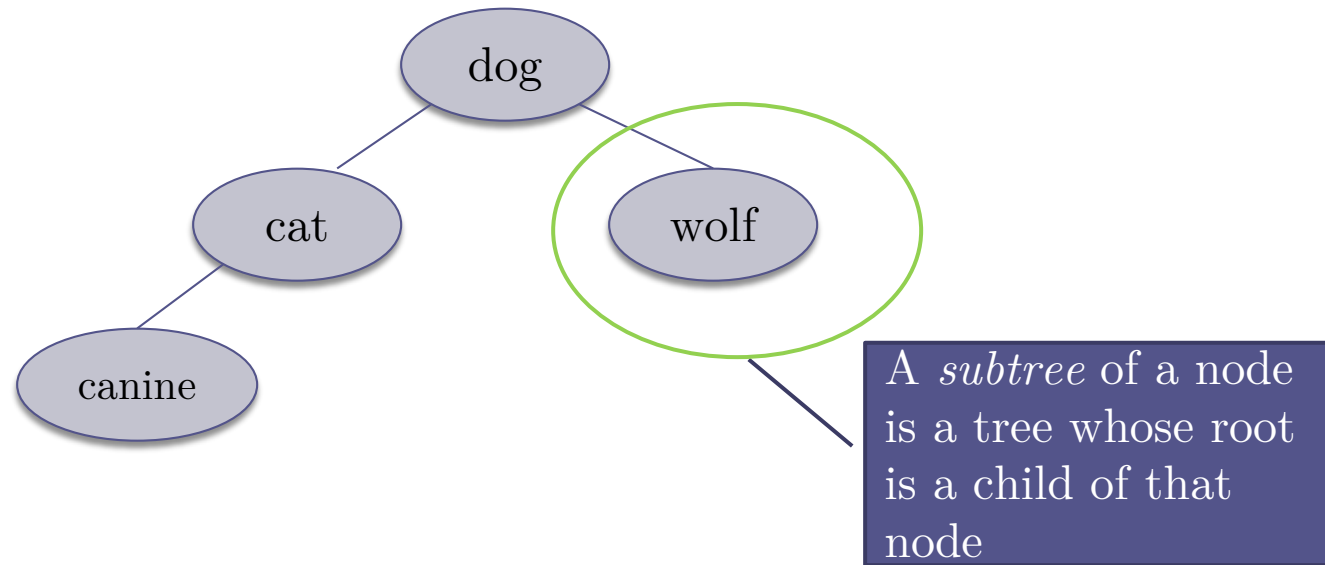 dog
cat
wolf
canine
A subtree of a node
is a tree whose root
is a child of that
node